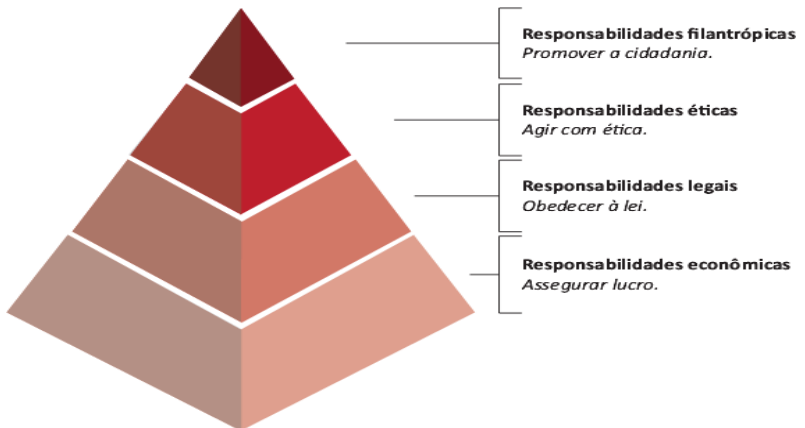 Responsabilidades filantrópicas
Promover a cidadania.
Responsabilidades éticas
Agir com ética.
Responsabilidades legais
Obedecer à lei.
Responsabilidades econômicas
Assegurar lucro.